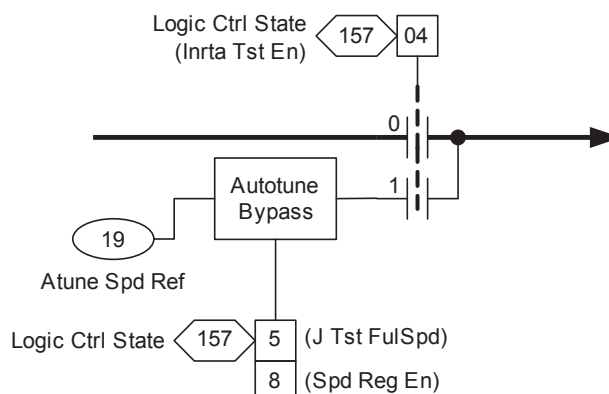 Logic Ctrl State
(Inrta Tst En)
157
04
0
1
Autotune
Bypass
19
Atune Spd Ref
Logic Ctrl State
157
5
(J Tst FulSpd)
8
(Spd Reg En)